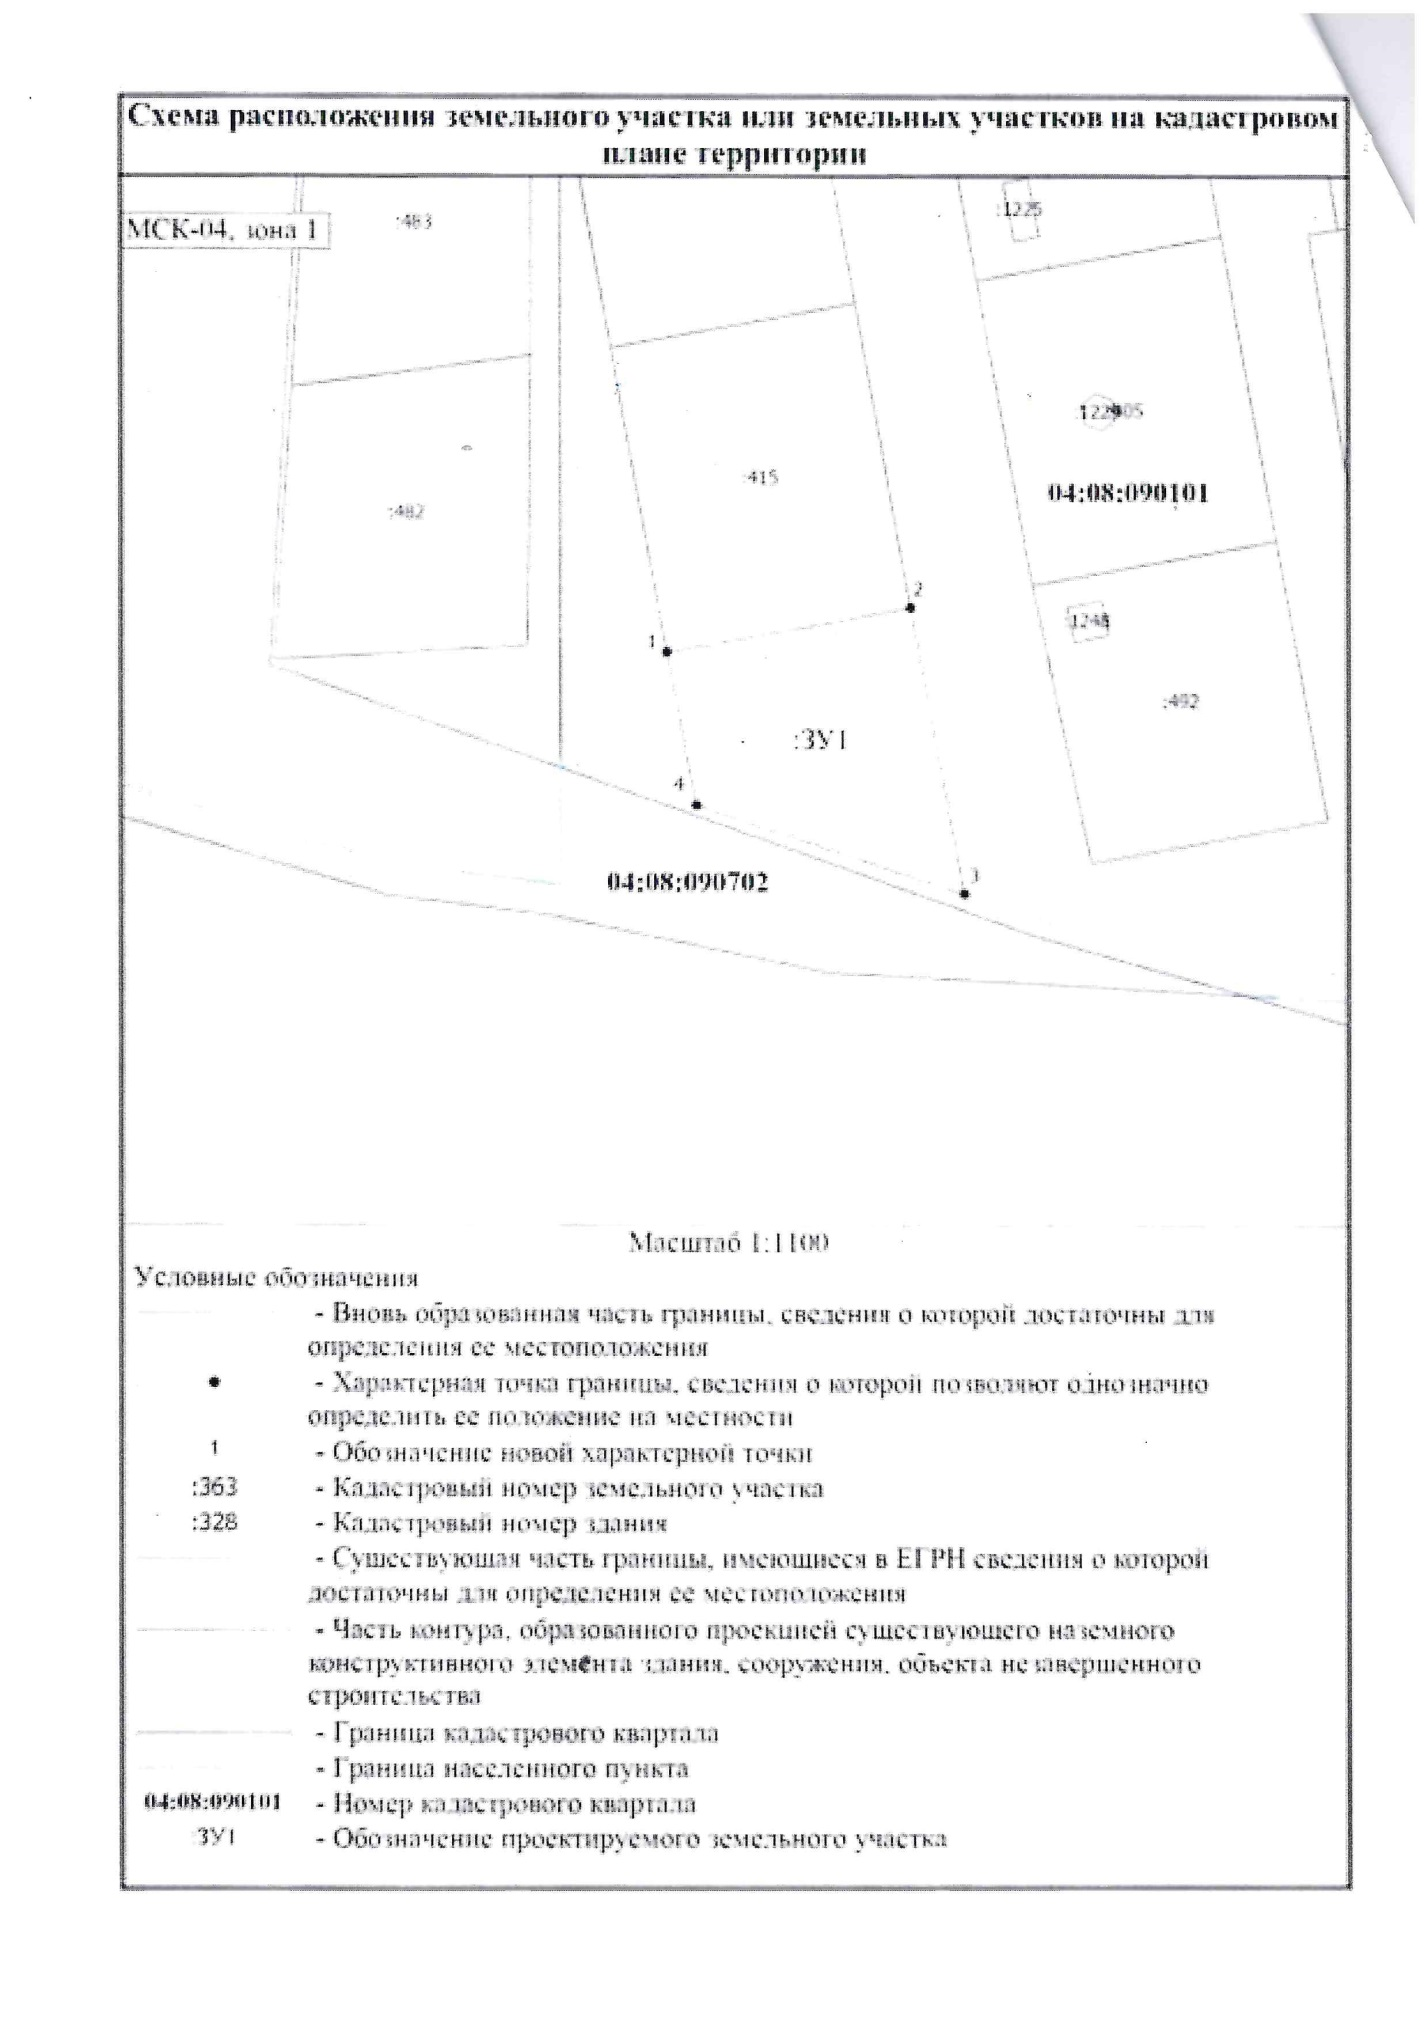 Схема расположения земельного участка или земельных участков на кадастровом
плане территории
МСК-04, зона 1
:483
:1225
:415
04:08:090101
:482
2
1
1248
:492
:ЗУ1
4
3
04:08:090702
Масштаб 1:1100
Условные обозначения
- Вновь образованная часть границы, сведения о которой достаточны для
определения ее местоположения
- Характерная точка границы, сведения о которой позволяют однозначно
определить ее положение на местности
1 - Обозначение новой характерной точки
:363 - Кадастровый номер земельного участка
:328 - Кадастровый номер здания
- Существующая часть границы, имеющиеся в ЕГРН сведения о которой
достаточны для определения ее местоположения
- Часть контура, образованного проекцией существующего наземного
конструктивного элемента здания, сооружения, объекта незавершенного
строительства
- Граница кадастрового квартала
- Граница населенного пункта
04:08:090101 - Номер кадастрового квартала
ЗУ1 - Обозначение проектируемого земельного участка